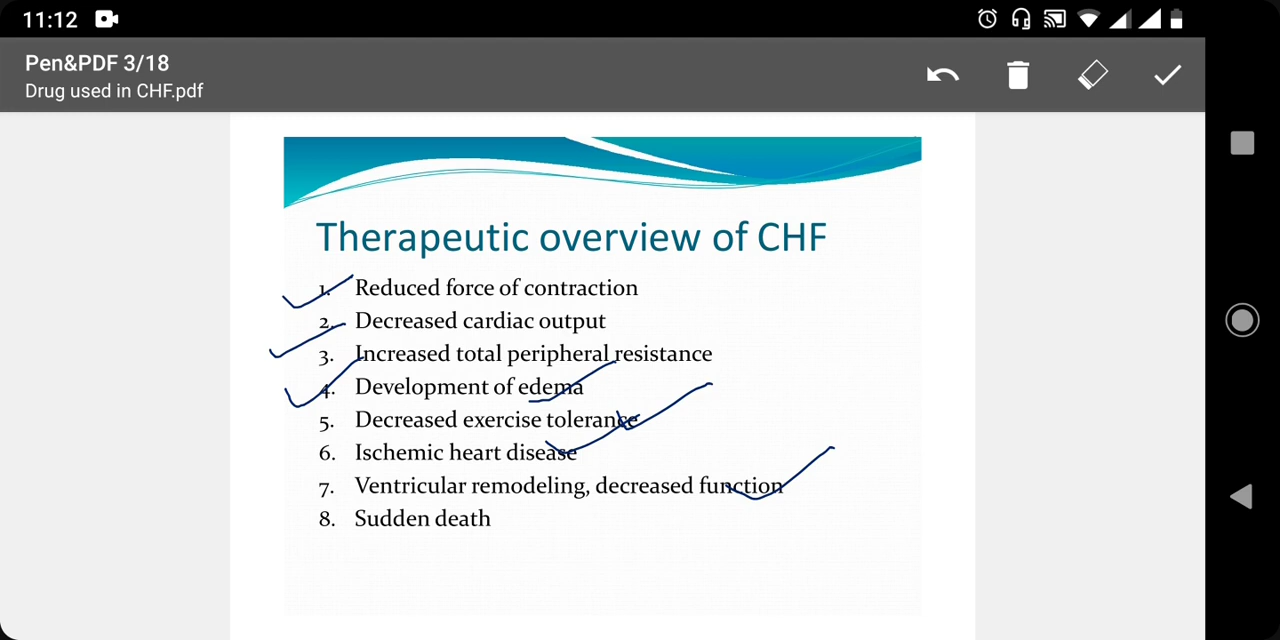 11:12
Pen&PDF 3/18
Drug used in CHF.pdf
Therapeutic overview of CHF
1. Reduced force of contraction
2. Decreased cardiac output
3. Increased total peripheral resistance
4. Development of edema
5. Decreased exercise tolerance
6. Ischemic heart disease
7. Ventricular remodeling, decreased function
8. Sudden death